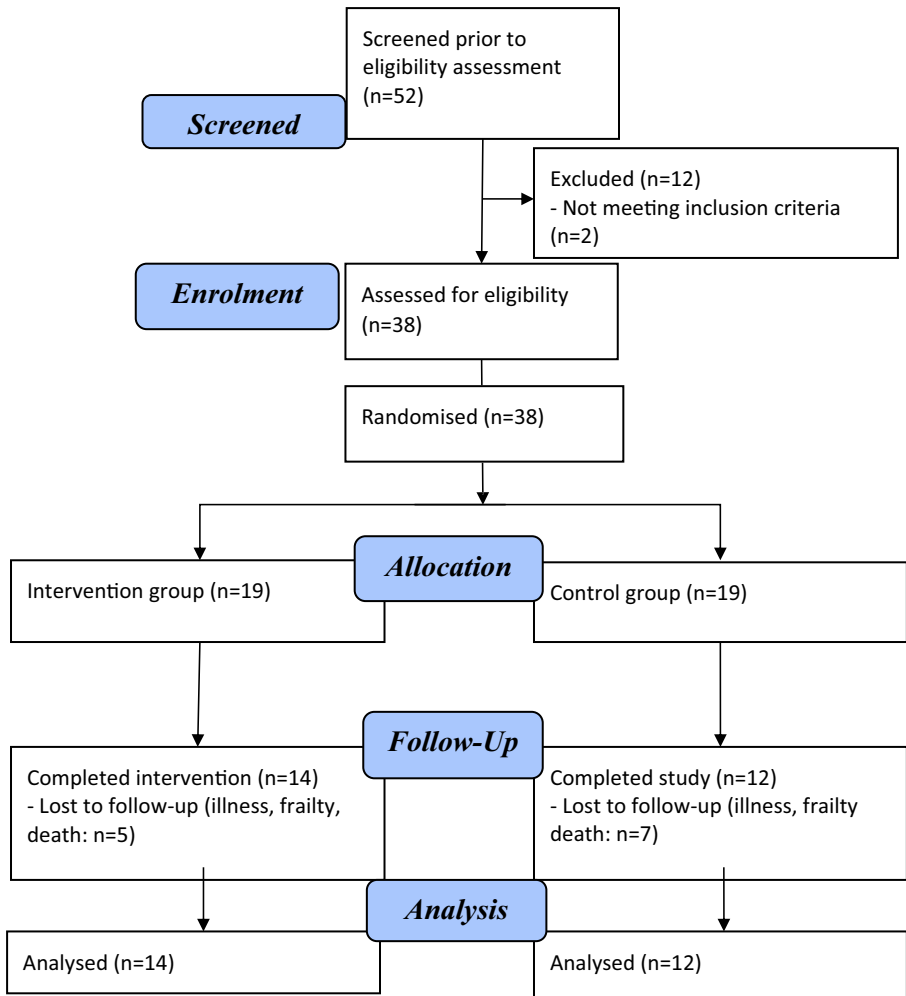 Screened prior to
eligibility assessment
(n=52)
Screened
Excluded (n=12)
- Not meeting inclusion criteria
(n=2)
Enrolment
Assessed for eligibility
(n=38)
Randomised (n=38)
Allocation
Intervention group (n=19)
Control group (n=19)
Follow-Up
Completed intervention (n=14)
- Lost to follow-up (illness, frailty,
death: n=5)
Completed study (n=12)
- Lost to follow-up (illness, frailty
death: n=7)
Analysis
Analysed (n=14)
Analysed (n=12)